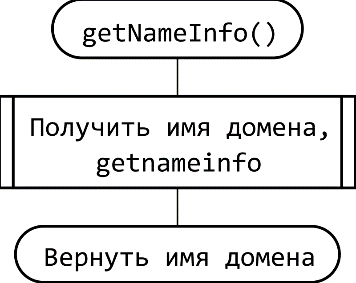 getNameInfo()
Получить имя домена,
getnameinfo
Вернуть имя домена